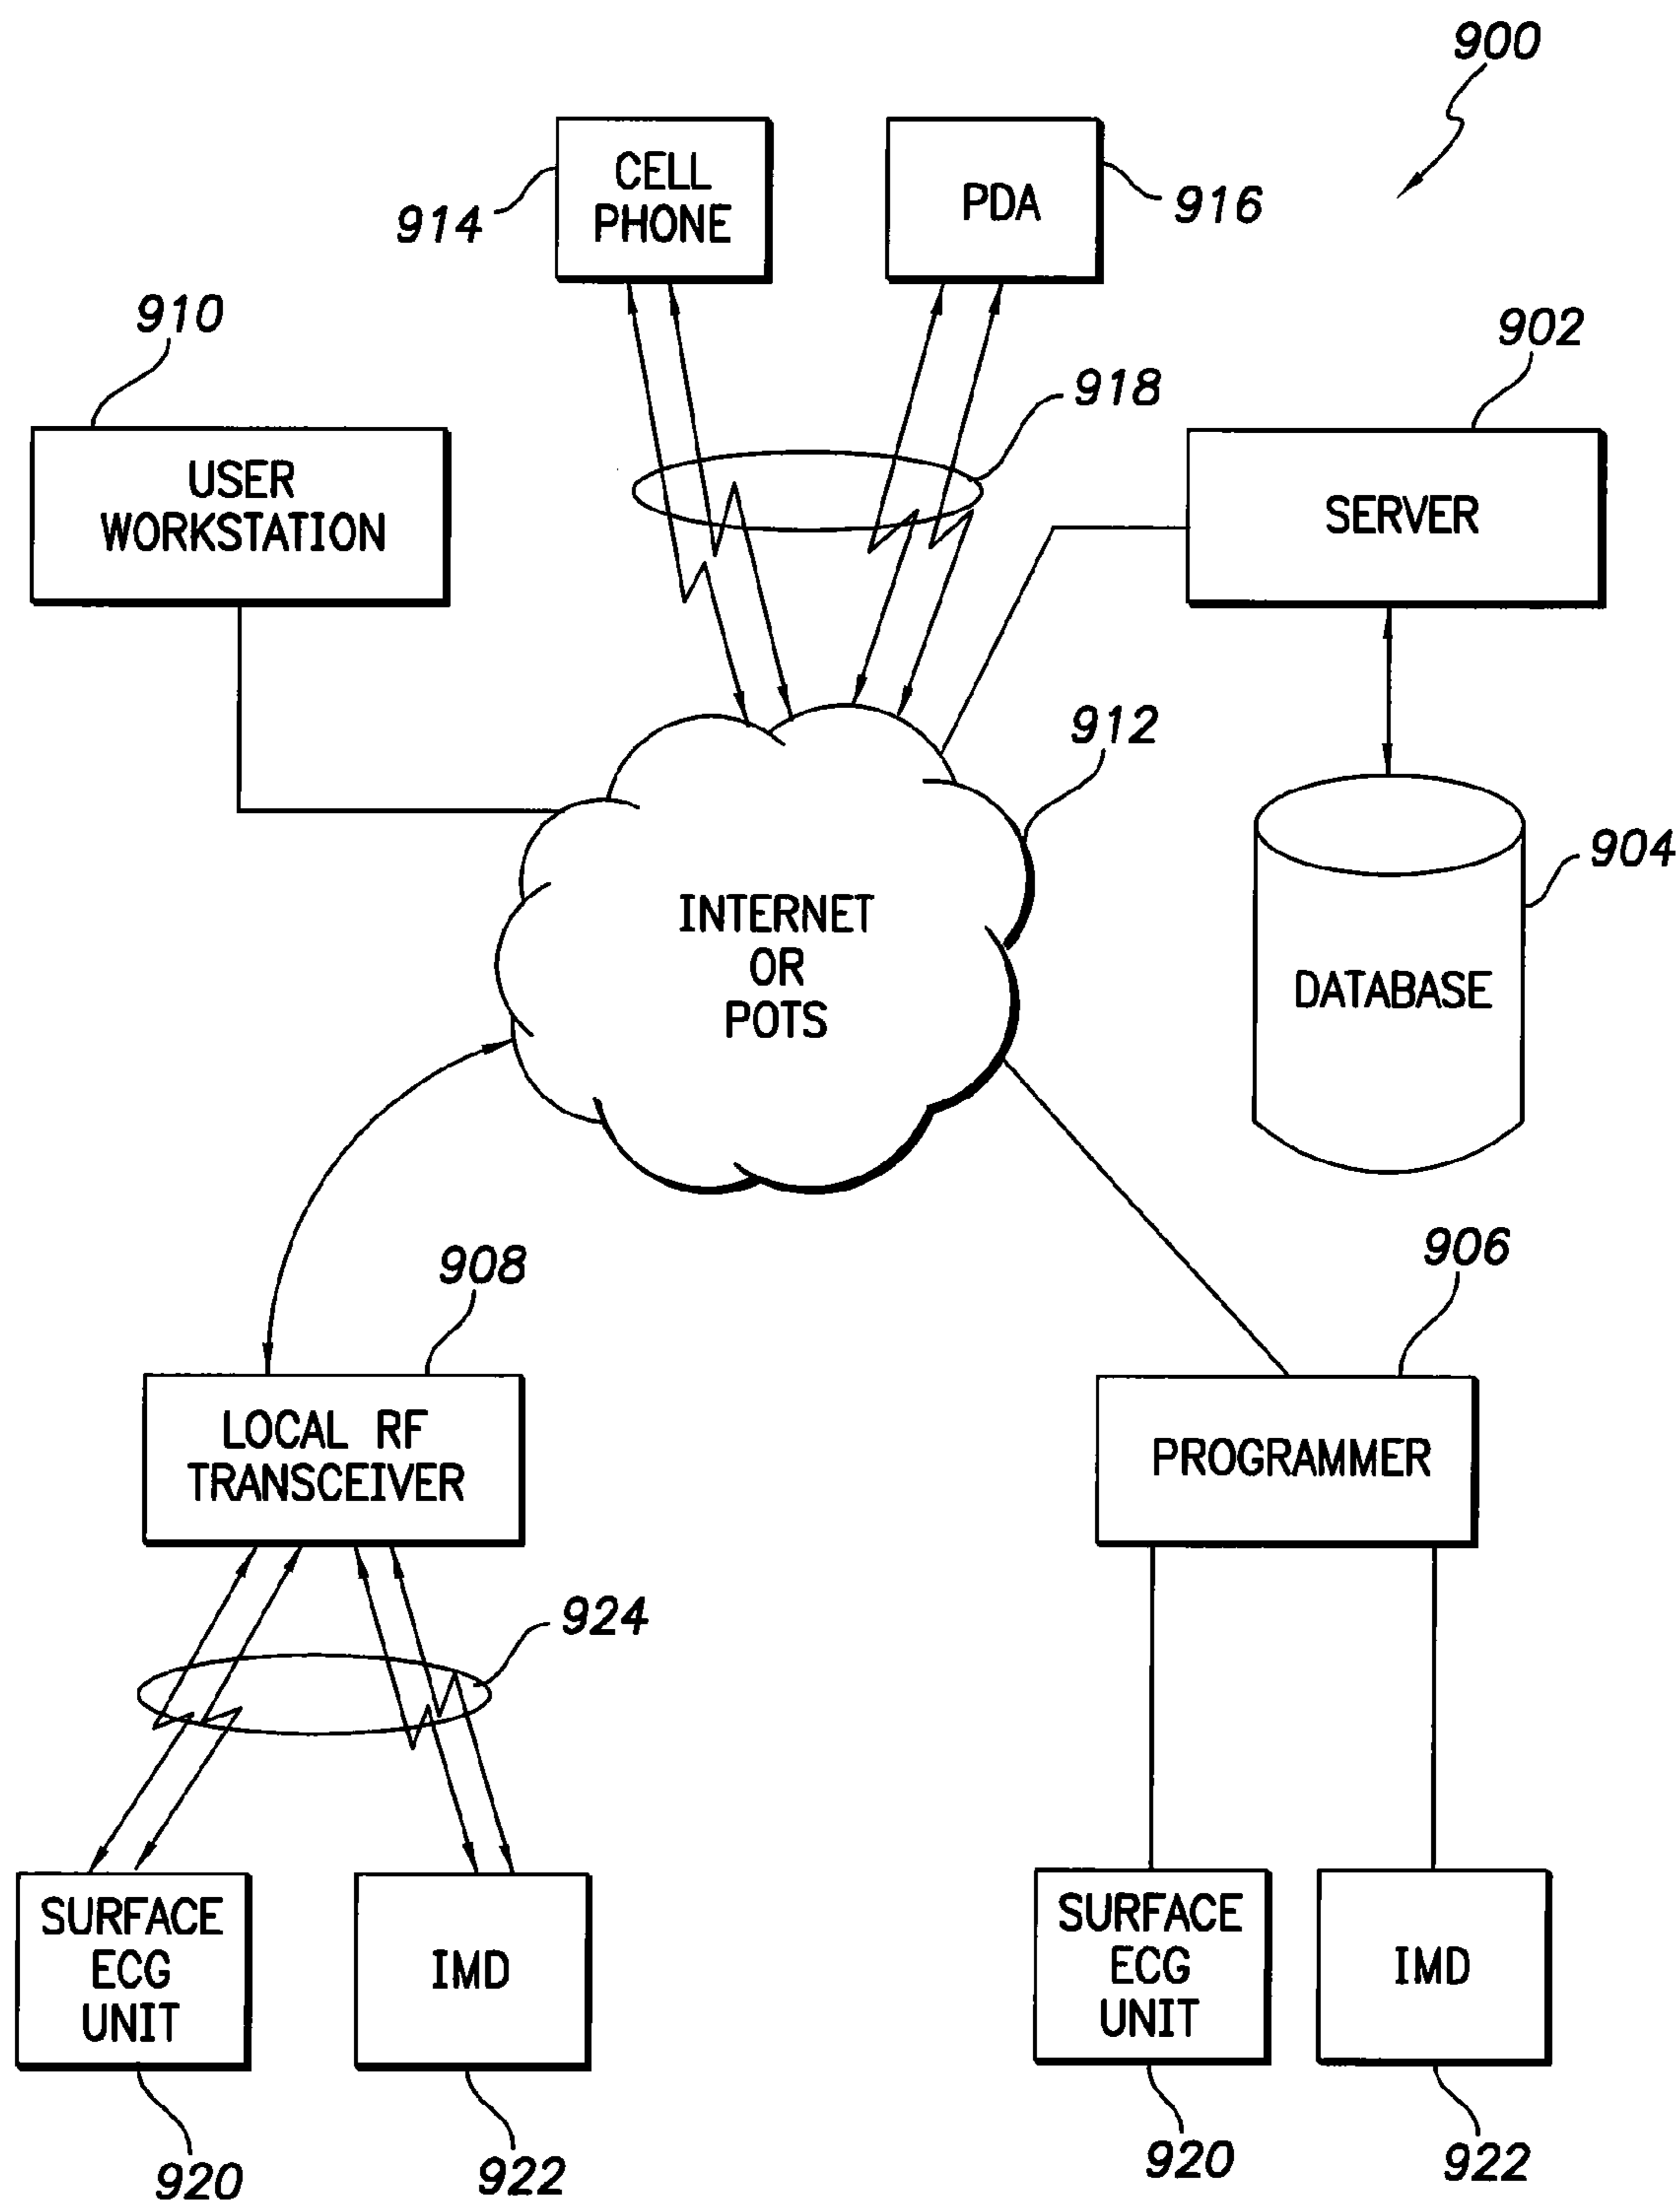 900
CELL
PHONE
914
PDA
916
910
902
918
USER
WORKSTATION
SERVER
912
904
INTERNET
OR
POTS
DATABASE
908
906
LOCAL RF
TRANSCEIVER
PROGRAMMER
924
SURFACE
ECG
UNIT
IMD
SURFACE
ECG
UNIT
IMD
920
922
920
922